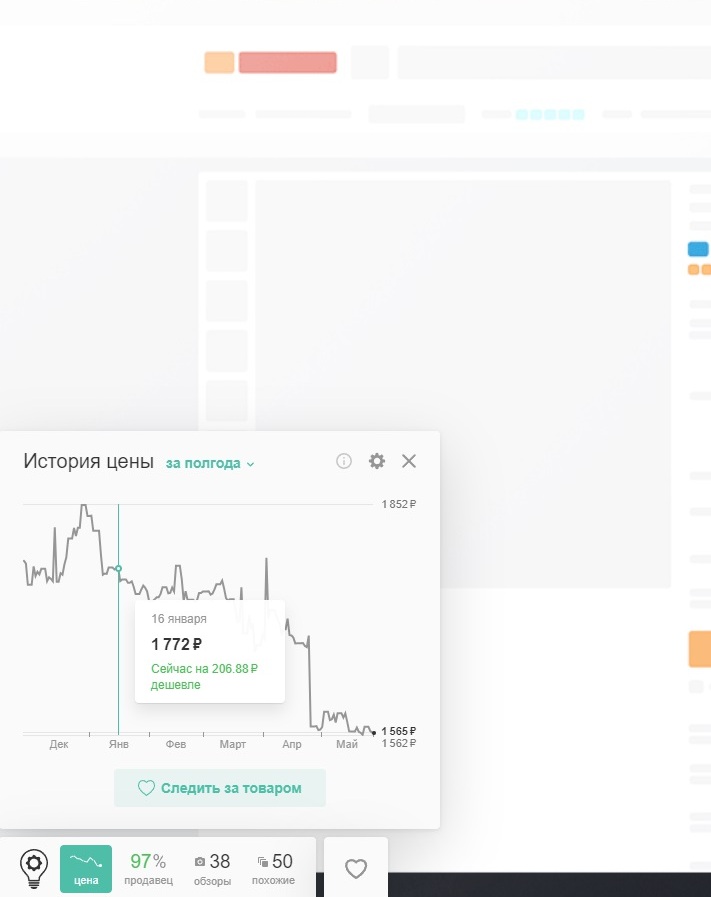 История цены за полгода
1 852 ₽
16 января
1 772 ₽
Сейчас на 206.88 ₽
дешевле
1 565 ₽
1 562 ₽
Дек Янв Фев Март Апр Май
Следить за товаром
97% 38 50
цена продавец обзоры похожие